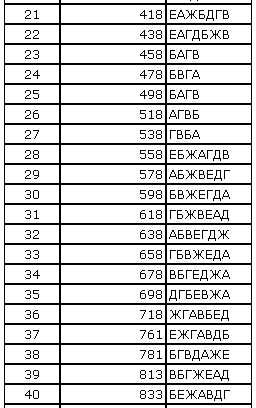 21 418 ЕАЖБДГВ
22 438 ЕАГДБЖВ
23 458 БАГВ
24 478 БВГА
25 498 БАГВ
26 518 АГВБ
27 538 ГВБА
28 558 ЕБЖАГДВ
29 578 АБЖВЕДГ
30 598 БВЖЕГДА
31 618 ГБЖВЕАД
32 638 АБВЕГДЖ
33 658 ГБВЖЕДА
34 678 ВБГЕДЖА
35 698 ДГБЕВЖА
36 718 ЖГАВБЕД
37 761 ЕЖГАВДБ
38 781 БГВДАЖЕ
39 813 ВБГЖЕАД
40 833 БЕЖАВДГ